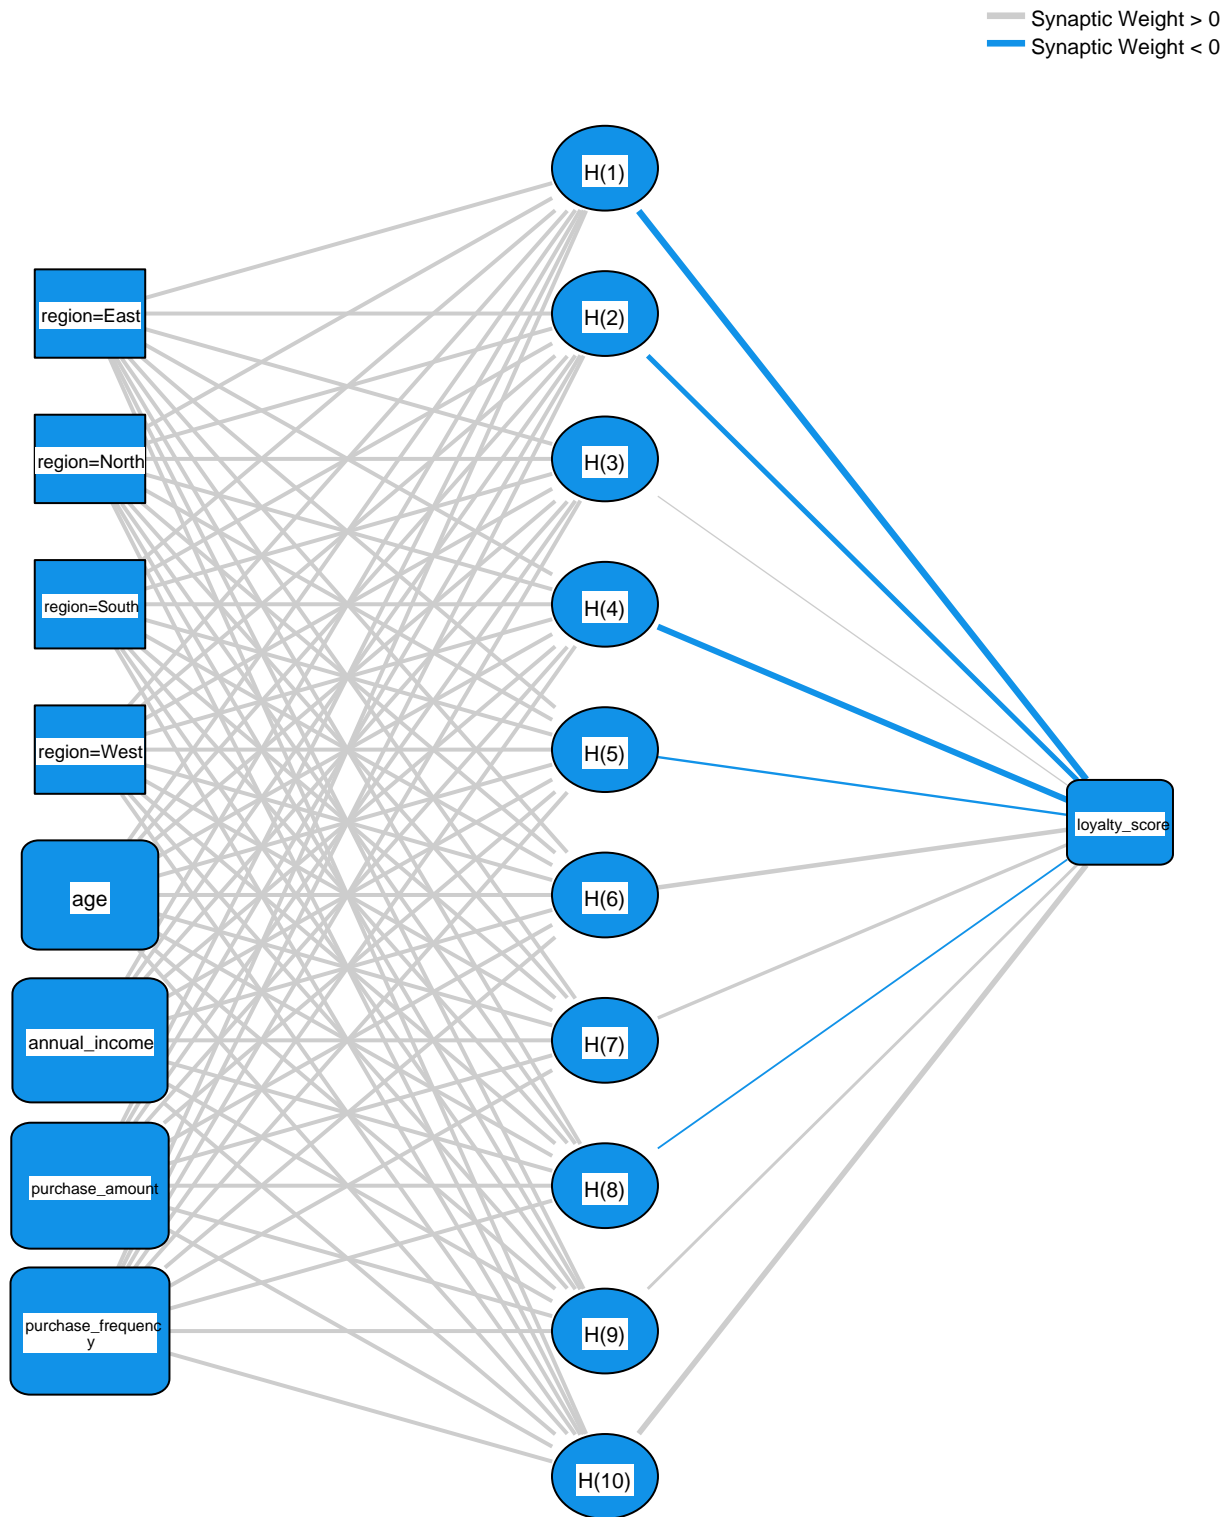 Synaptic Weight > 0
Synaptic Weight < 0
region=East
region=North
region=South
region=West
age
annual_income
purchase_amount
purchase_frequenc
y
H(1)
H(2)
H(3)
H(4)
H(5)
H(6)
H(7)
H(8)
H(9)
H(10)
loyalty_score